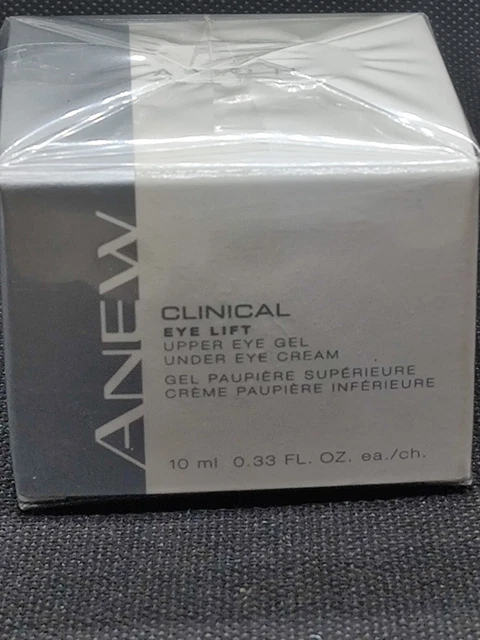 ANEW
CLINICAL
EYE LIFT
UPPER EYE GEL
UNDER EYE CREAM
GEL PAUPIÈRE SUPÉRIEURE
CRÈME PAUPIÈRE INFÉRIEURE
10 ml 0.33 FL. OZ. ea./ch.